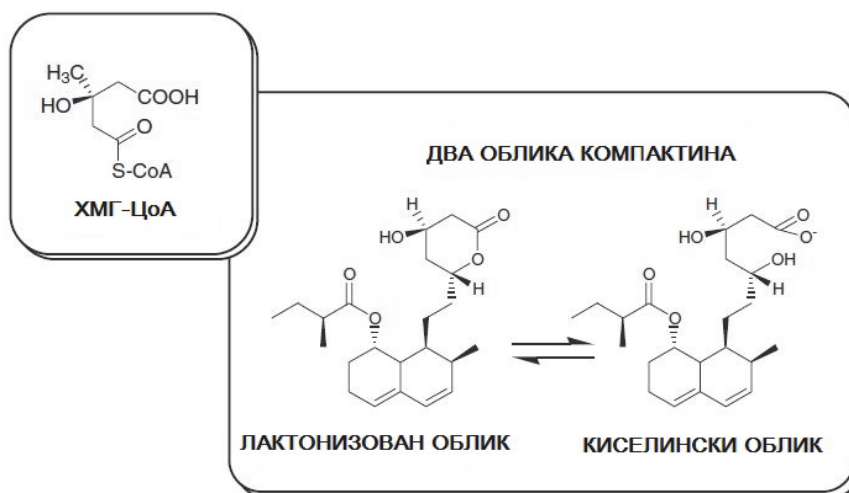 H₃C
HO
COOH
O
S-CoA
ХМГ-ЦоА
ДВА ОБЛИКА КОМПАКТИНА
H
HO
O
O
H
O
O
H
HO
O
O⁻
OH
H
O
O
ЛАКТОНИЗОВАН ОБЛИК
КИСЕЛИНСКИ ОБЛИК